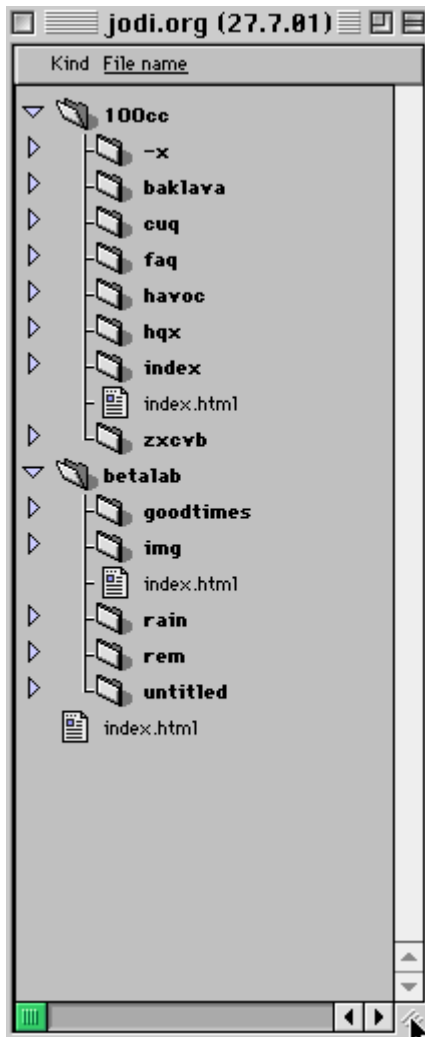 jodi.org (27.7.01)
Kind File name
100cc
-x
baklava
cuq
faq
havoc
hqx
index
index.html
zxcvb
betalab
goodtimes
img
index.html
rain
rem
untitled
index.html